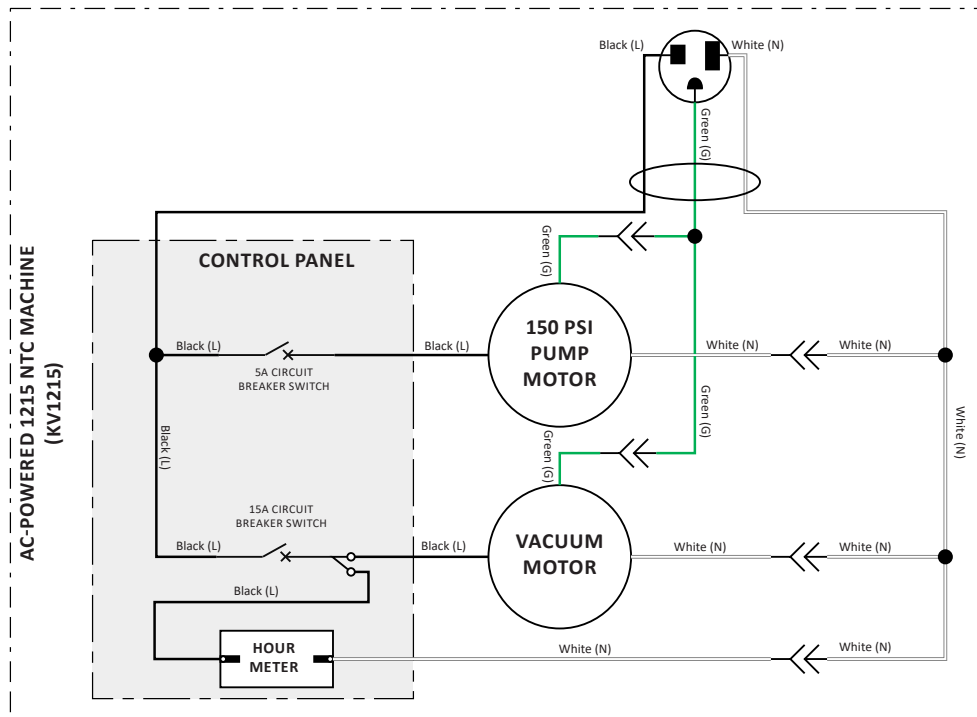 Black (L)
White (N)
Green (G)
AC-POWERED 1215 NTC MACHINE
(KV1215)
CONTROL PANEL
Green (G)
150 PSI
PUMP
MOTOR
Black (L)
Black (L)
White (N)
White (N)
5A CIRCUIT
BREAKER SWITCH
Black (L)
Green (G)
Green (G)
White (N)
15A CIRCUIT
BREAKER SWITCH
VACUUM
MOTOR
Black (L)
Black (L)
White (N)
White (N)
Black (L)
HOUR
METER
White (N)
White (N)